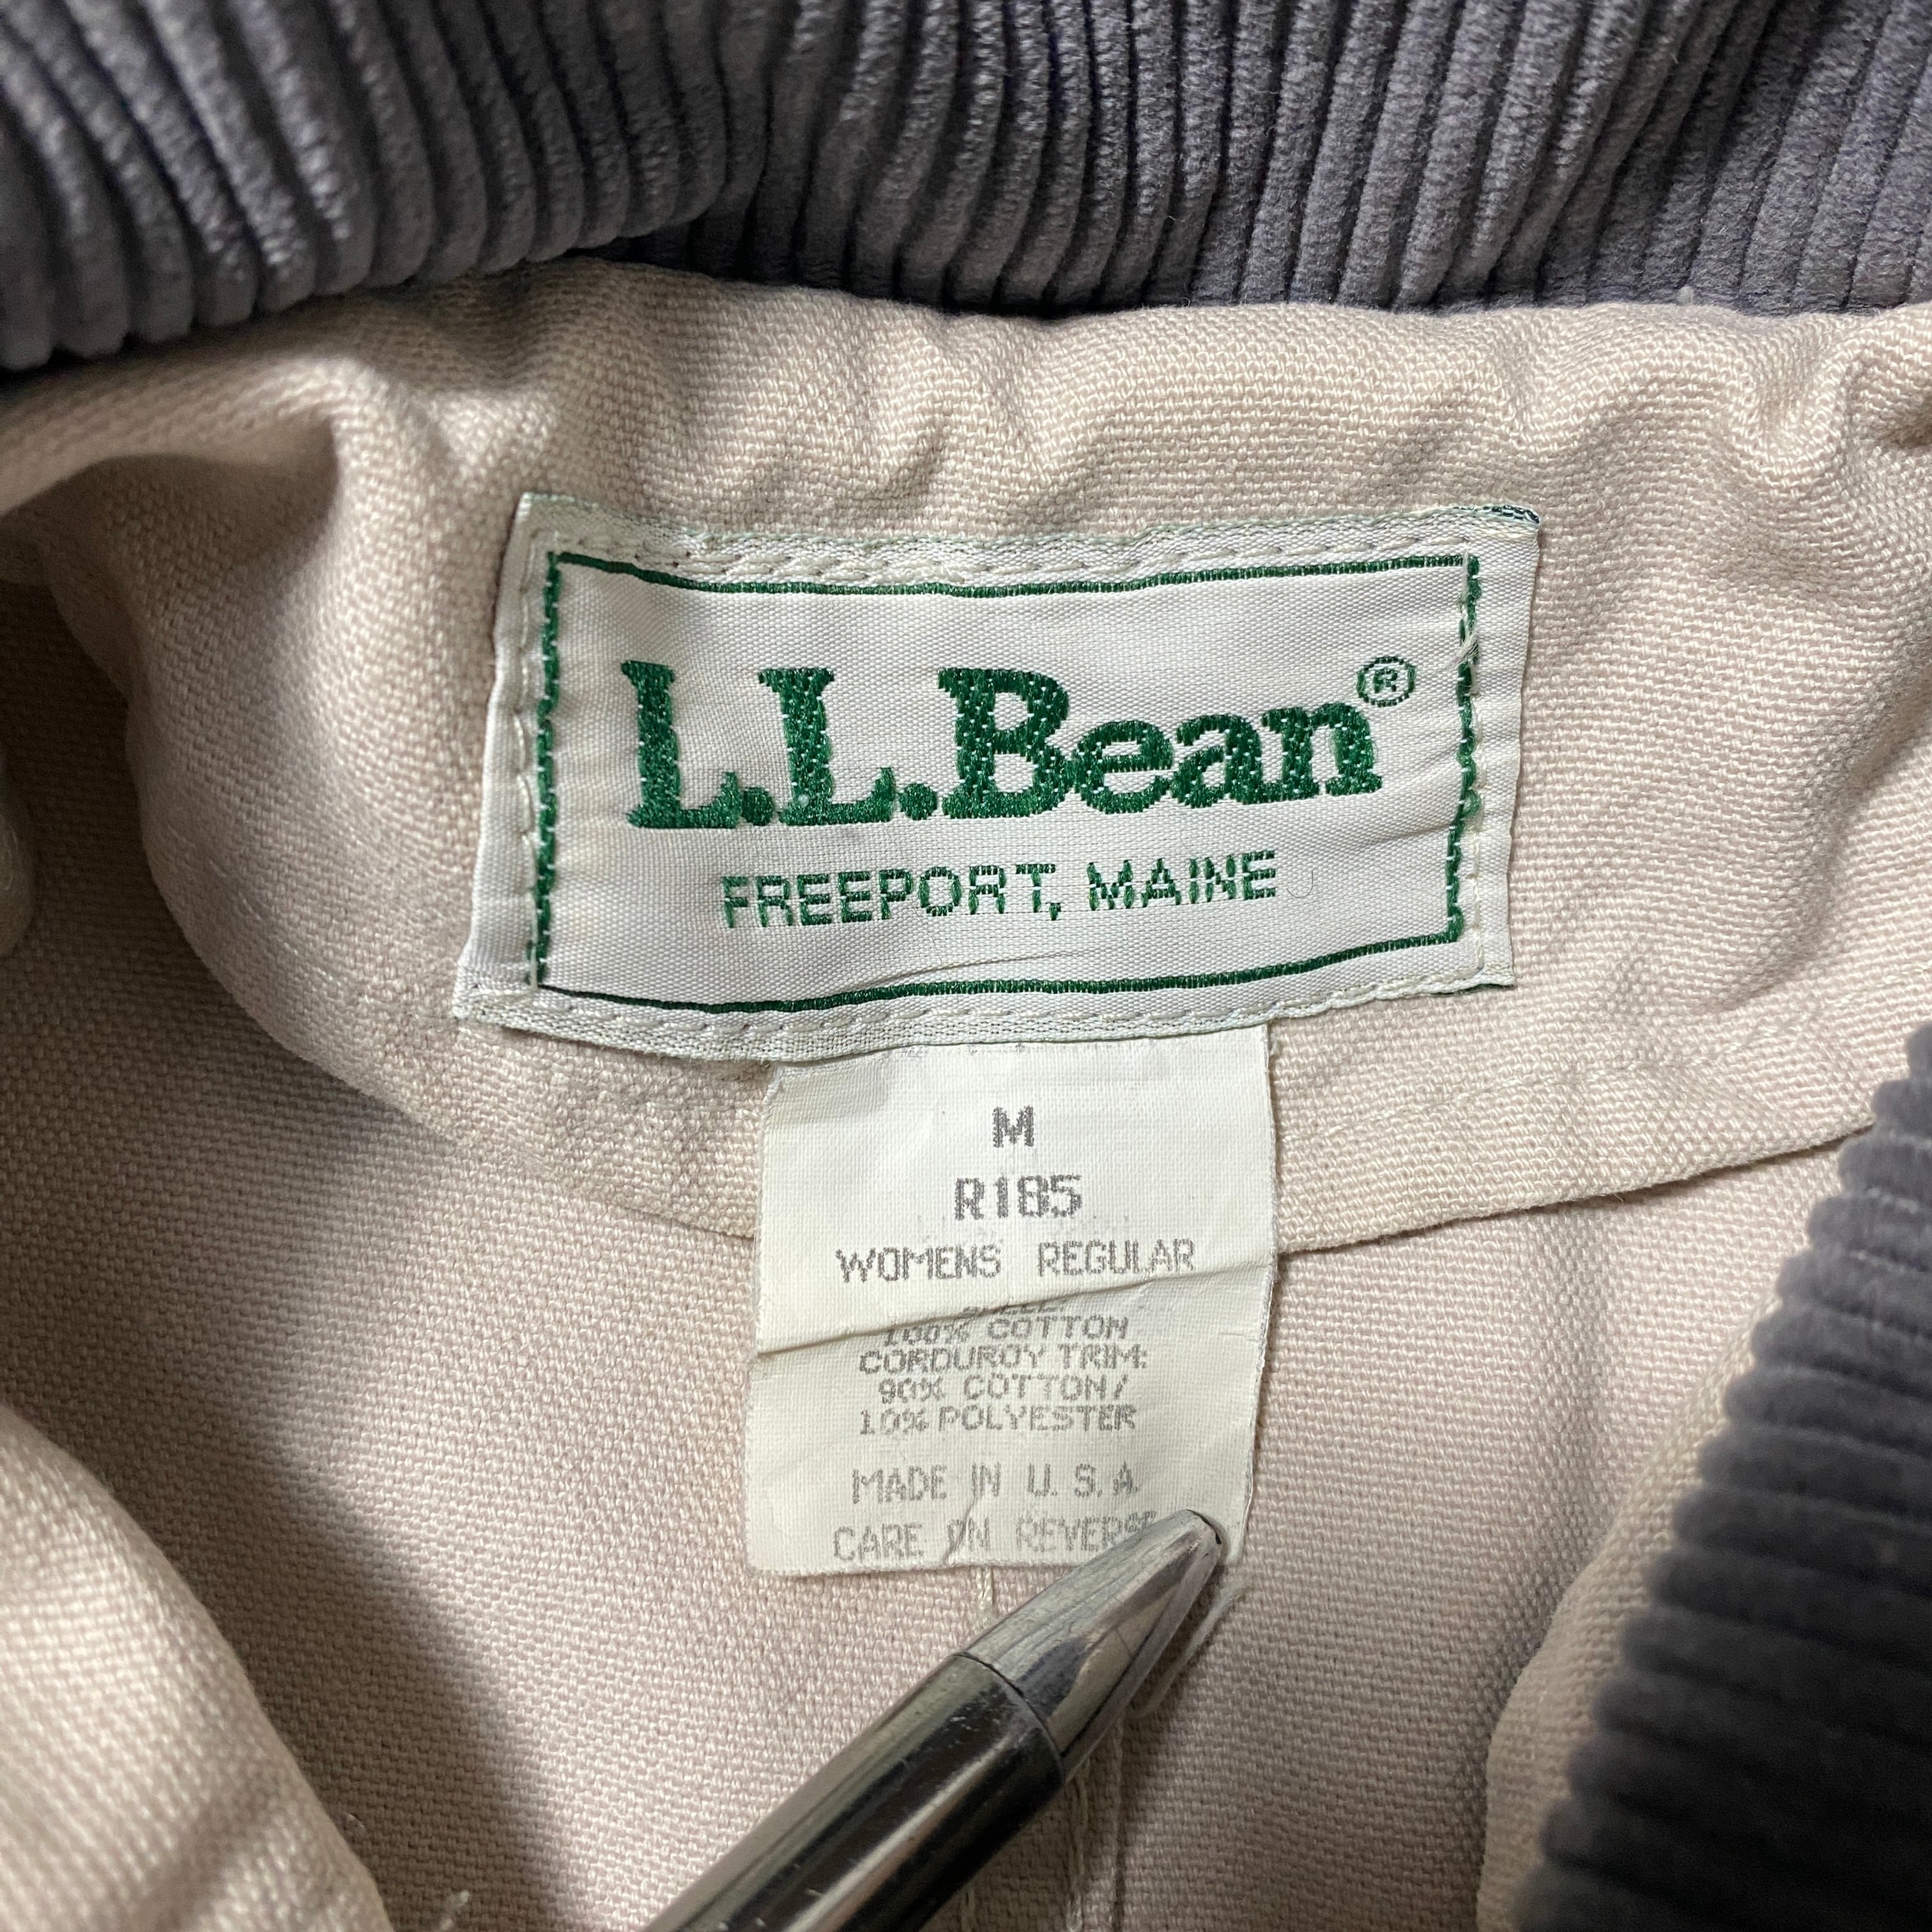 L.L.Bean®
FREEPORT, MAINE
M
R185
WOMENS REGULAR
100% COTTON
CORDUROY TRIM:
90% COTTON/
10% POLYESTER
MADE IN U.S.A.
CARE ON REVERSE